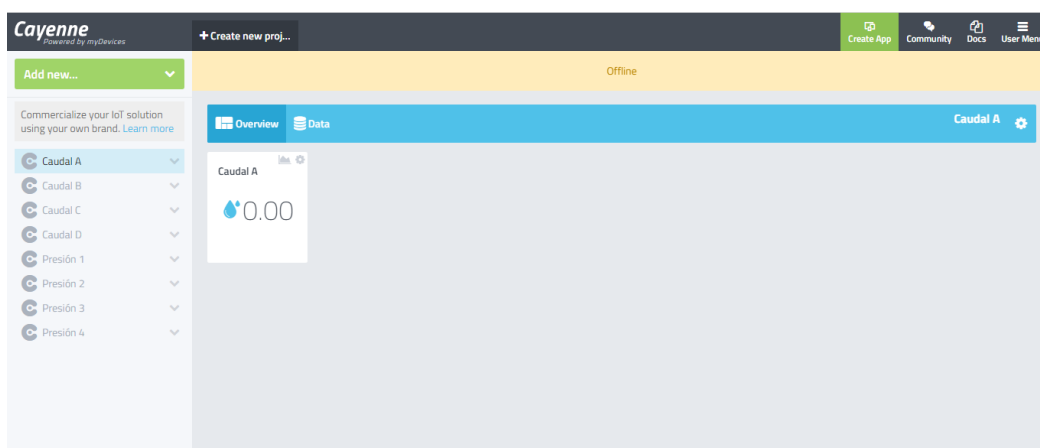 Cayenne
Powered by myDevices
+ Create new proj...
Create App
Community
Docs
User Menu
Add new...
Offline
Commercialize your IoT solution
using your own brand. Learn more
Overview
Data
Caudal A
Caudal A
Caudal B
Caudal C
Caudal D
Presión 1
Presión 2
Presión 3
Presión 4
Caudal A
0.00